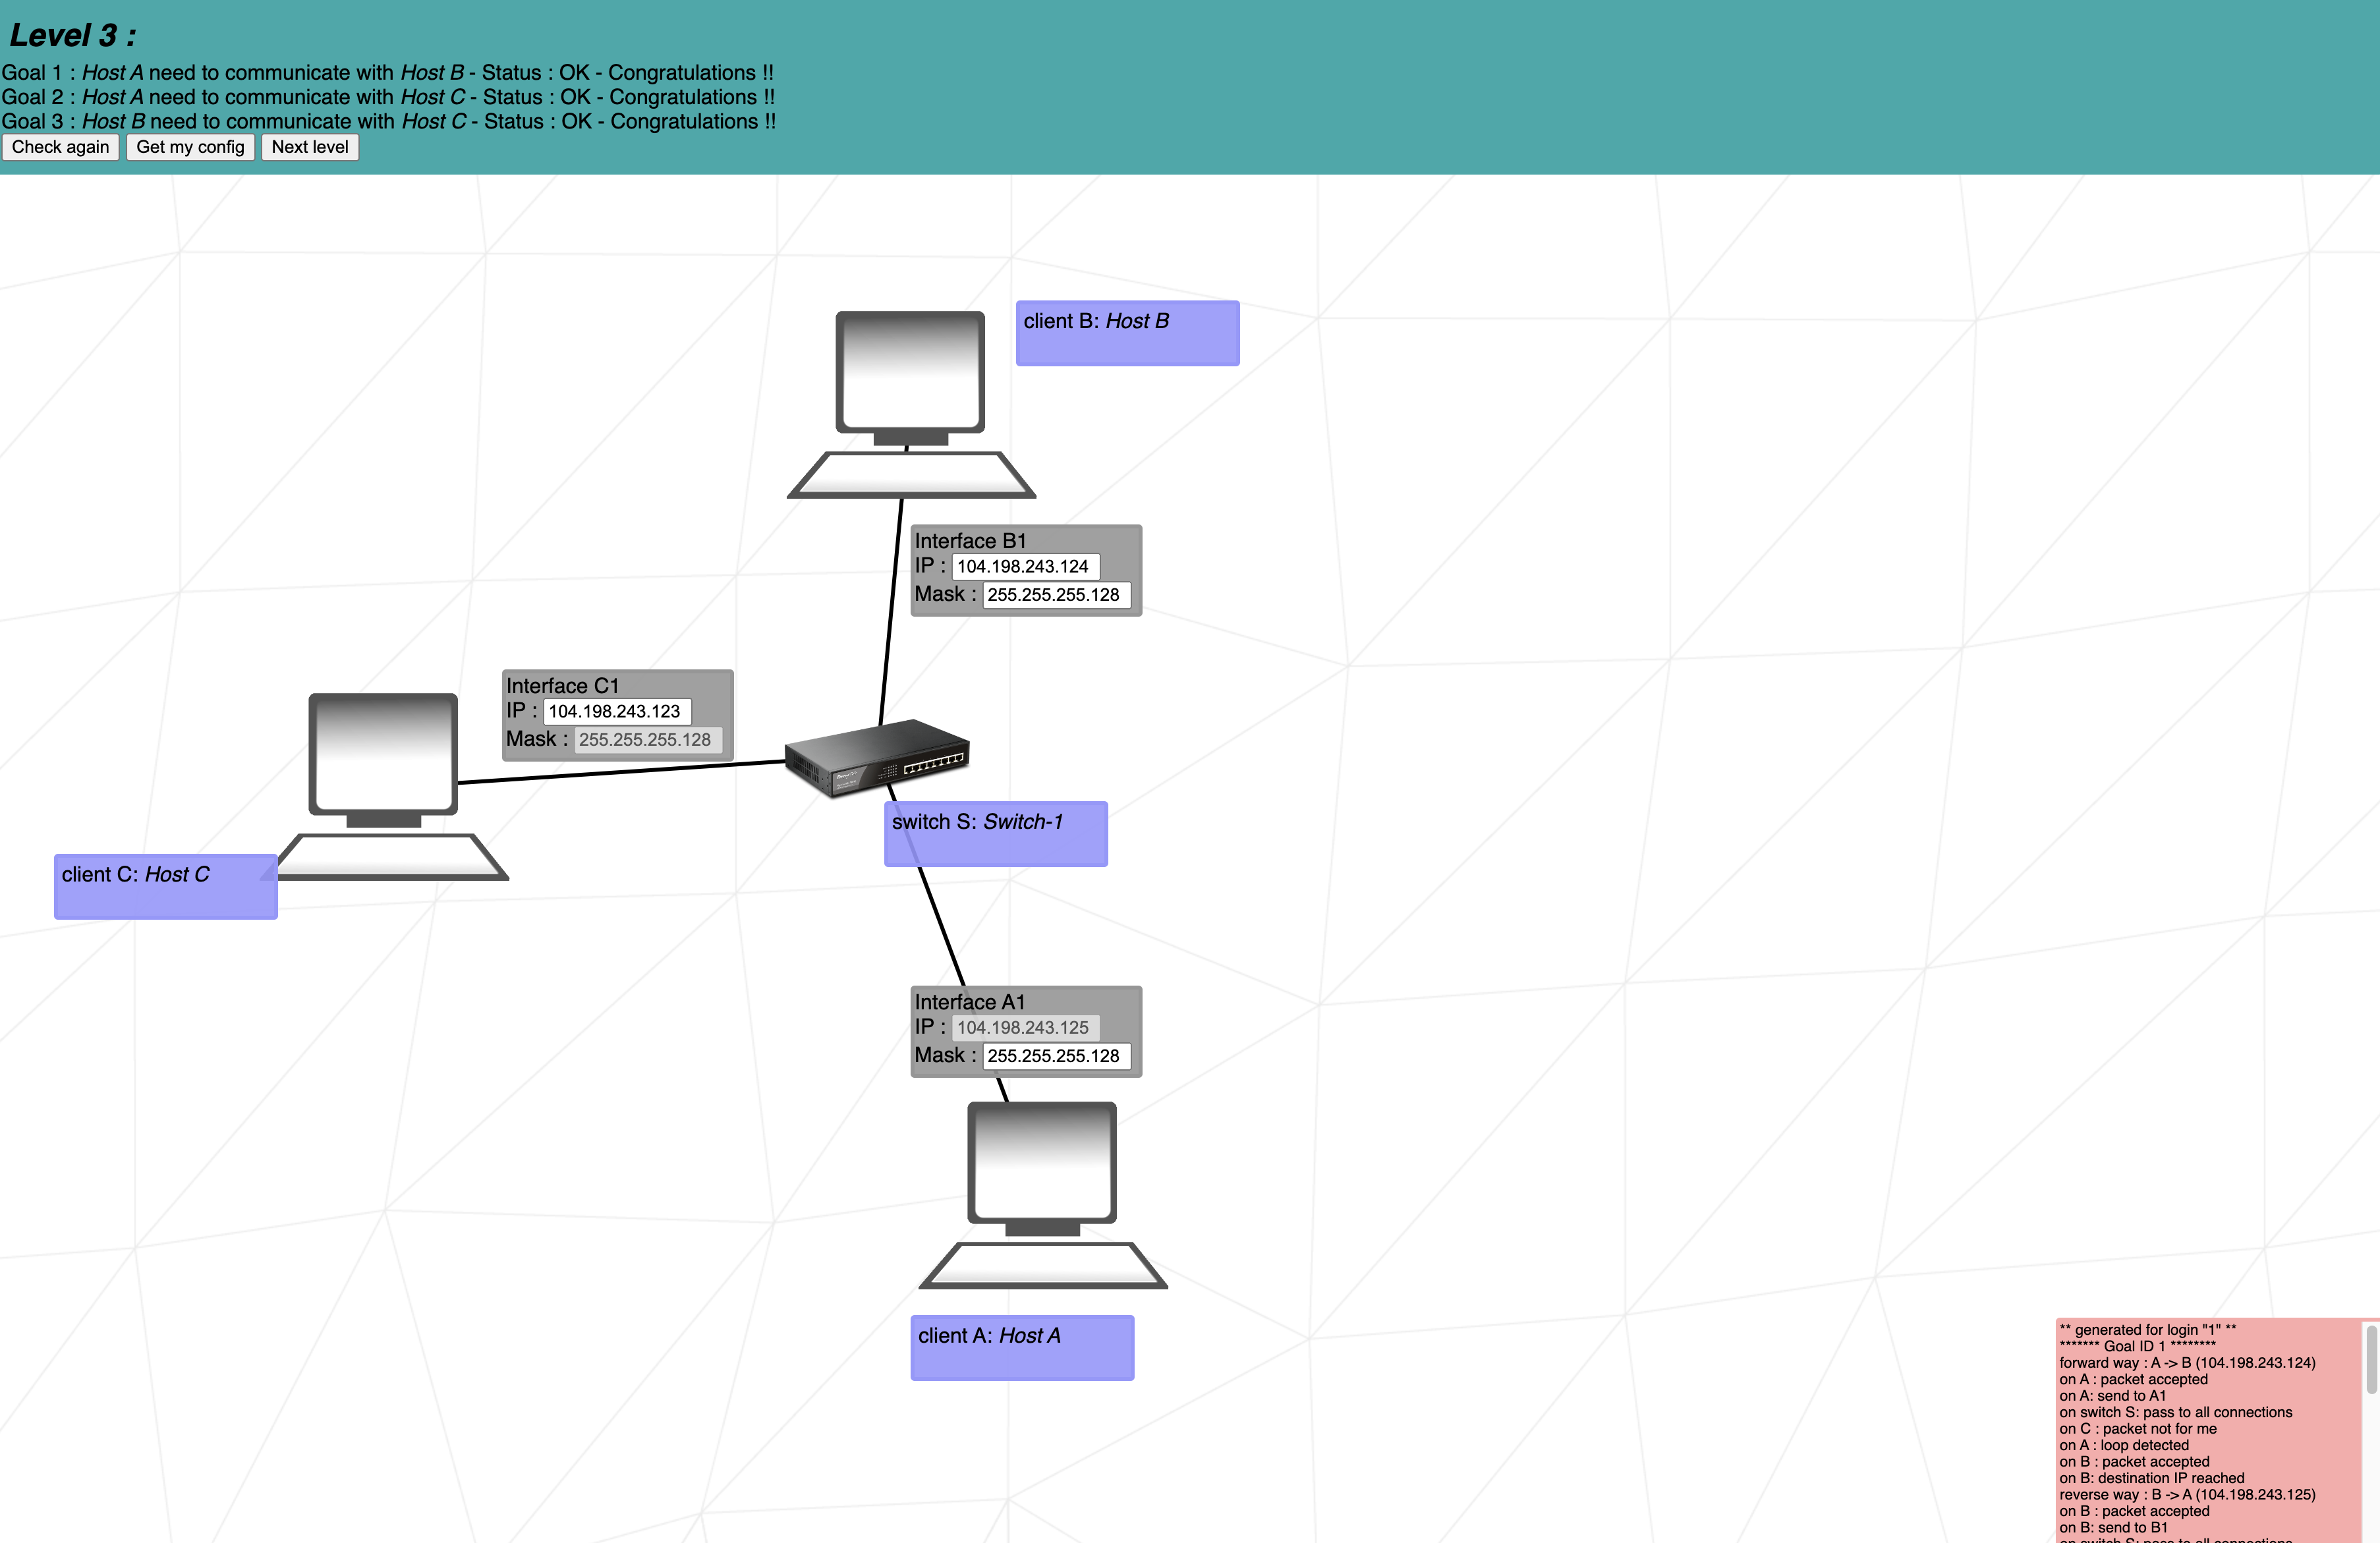 Level 3 :
Goal 1 : Host A need to communicate with Host B - Status : OK - Congratulations !!
Goal 2 : Host A need to communicate with Host C - Status : OK - Congratulations !!
Goal 3 : Host B need to communicate with Host C - Status : OK - Congratulations !!
Check again Get my config Next level
client B: Host B
Interface B1
IP : 104.198.243.124
Mask : 255.255.255.128
Interface C1
IP : 104.198.243.123
Mask : 255.255.255.128
switch S: Switch-1
client C: Host C
Interface A1
IP : 104.198.243.125
Mask : 255.255.255.128
client A: Host A
** generated for login "1" **
******* Goal ID 1 ********
forward way : A -> B (104.198.243.124)
on A : packet accepted
on A: send to A1
on switch S: pass to all connections
on C : packet not for me
on A : loop detected
on B : packet accepted
on B: destination IP reached
reverse way : B -> A (104.198.243.125)
on B : packet accepted
on B: send to B1
on switch S: pass to all connections